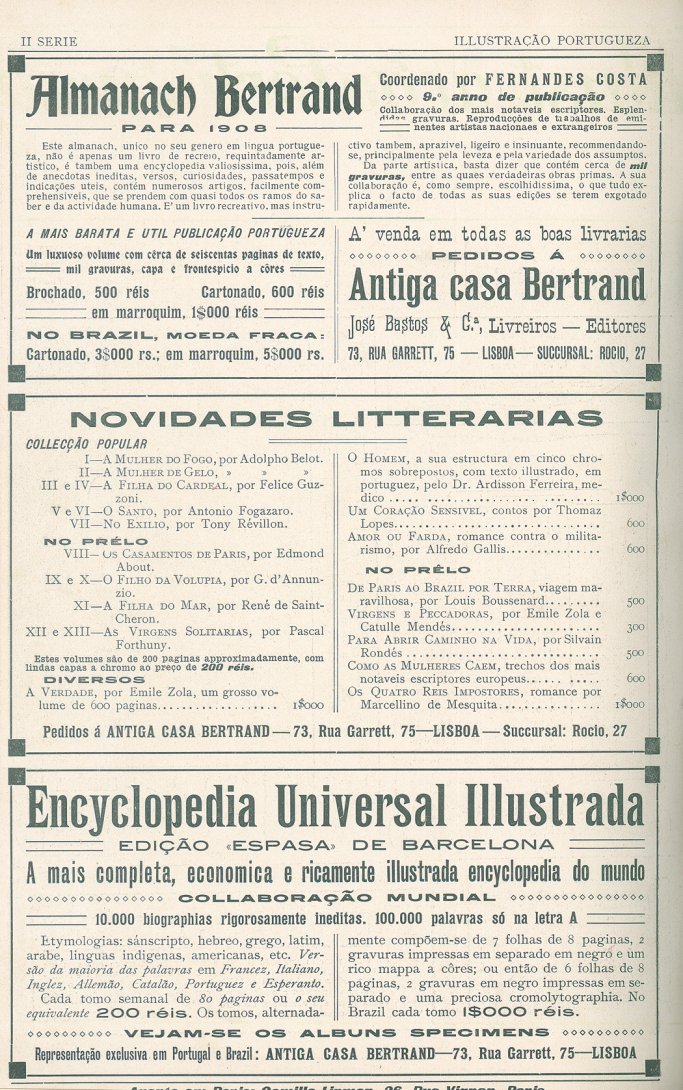 II SERIE
ILLUSTRAÇÃO PORTUGUEZA
Almanach Bertrand
PARA 1908
Coordenado por FERNANDES COSTA
9.º anno de publicação
Collaboração dos mais notaveis escriptores. Esplen-
didas gravuras. Reproducções de trabalhos de emi-
nentes artistas nacionaes e extrangeiros
Este almanach, unico no seu genero em lingua portugue-
za, não é apenas um livro de recreio, requintadamente ar-
tistico, é tambem uma encyclopedia valiosissima, pois, além
de anecdotas ineditas, versos, curiosidades, passatempos e
indicações uteis, contém numerosos artigos, facilmente com-
prehensiveis, que se prendem com quasi todos os ramos do sa-
ber e da actividade humana. E' um livro recreativo, mas instru-
ctivo tambem, aprazivel, ligeiro e insinuante, recommendando-
se, principalmente pela leveza e pela variedade dos assumptos.
Da parte artistica, basta dizer que contém cerca de mil
gravuras, entre as quaes verdadeiras obras primas. A sua
collaboração é, como sempre, escolhidissima, o que tudo ex-
plica o facto de todas as suas edições se terem exgotado
rapidamente.
A MAIS BARATA E UTIL PUBLICAÇÃO PORTUGUEZA
Um luxuoso volume com cêrca de seiscentas paginas de texto,
mil gravuras, capa e frontespicio a côres
Brochado, 500 réis Cartonado, 600 réis
em marroquim, 1$000 réis
NO BRAZIL, MOEDA FRACA:
Cartonado, 3$000 rs.; em marroquim, 5$000 rs.
A' venda em todas as boas livrarias
PEDIDOS Á
Antiga casa Bertrand
José Bastos & C.ª, Livreiros — Editores
73, RUA GARRETT, 75 — LISBOA — SUCCURSAL: ROCIO, 27
NOVIDADES LITTERARIAS
COLLECÇÃO POPULAR
I—A MULHER DO FOGO, por Adolpho Belot.
II—A MULHER DE GELO, » » »
III e IV—A FILHA DO CARDEAL, por Felice Guz-
zoni.
V e VI—O SANTO, por Antonio Fogazaro.
VII—NO EXILIO, por Tony Révillon.
NO PRÉLO
VIII—OS CASAMENTOS DE PARIS, por Edmond
About.
IX e X—O FILHO DA VOLUPIA, por G. d'Annun-
zio.
XI—A FILHA DO MAR, por René de Saint-
Cheron.
XII e XIII—AS VIRGENS SOLITARIAS, por Pascal
Forthuny.
Estes volumes são de 200 paginas approximadamente, com
lindas capas a chromo ao preço de 200 réis.
DIVERSOS
A VERDADE, por Emile Zola, um grosso vo-
lume de 600 paginas.................. 1$000
O HOMEM, a sua estructura em cinco chro-
mos sobrepostos, com texto illustrado, em
portuguez, pelo Dr. Ardisson Ferreira, me-
dico .................................. 1$000
UM CORAÇÃO SENSIVEL, contos por Thomaz
Lopes.............................. 600
AMOR OU FARDA, romance contra o milita-
rismo, por Alfredo Gallis.............. 600
NO PRÉLO
DE PARIS AO BRAZIL POR TERRA, viagem ma-
ravilhosa, por Louis Boussenard........ 500
VIRGENS E PECCADORAS, por Emile Zola e
Catulle Mendés...................... 300
PARA ABRIR CAMINHO NA VIDA, por Silvain
Rondés ............................ 500
COMO AS MULHERES CAEM, trechos dos mais
notaveis escriptores europeus.......... 600
OS QUATRO REIS IMPOSTORES, romance por
Marcellino de Mesquita................ 1$000
Pedidos á ANTIGA CASA BERTRAND—73, Rua Garrett, 75—LISBOA—Succursal: Rocio, 27
Encyclopedia Universal Illustrada
EDIÇÃO «ESPASA» DE BARCELONA
A mais completa, economica e ricamente illustrada encyclopedia do mundo
COLLABORAÇÃO MUNDIAL
10.000 biographias rigorosamente ineditas. 100.000 palavras só na letra A
Etymologias: sánscripto, hebreo, grego, latim,
arabe, linguas indigenas, americanas, etc. Ver-
são da maioria das palavras em Francez, Italiano,
Inglez, Allemão, Catalão, Portuguez e Esperanto.
Cada tomo semanal de 80 paginas ou o seu
equivalente 200 réis. Os tomos, alternada-
mente compõem-se de 7 folhas de 8 paginas, 2
gravuras impressas em separado em negro e um
rico mappa a côres; ou então de 6 folhas de 8
paginas, 2 gravuras em negro impressas em se-
parado e uma preciosa cromolytographia. No
Brazil cada tomo 1$000 réis.
VEJAM-SE OS ALBUNS SPECIMENS
Representação exclusiva em Portugal e Brazil: ANTIGA CASA BERTRAND—73, Rua Garrett, 75—LISBOA